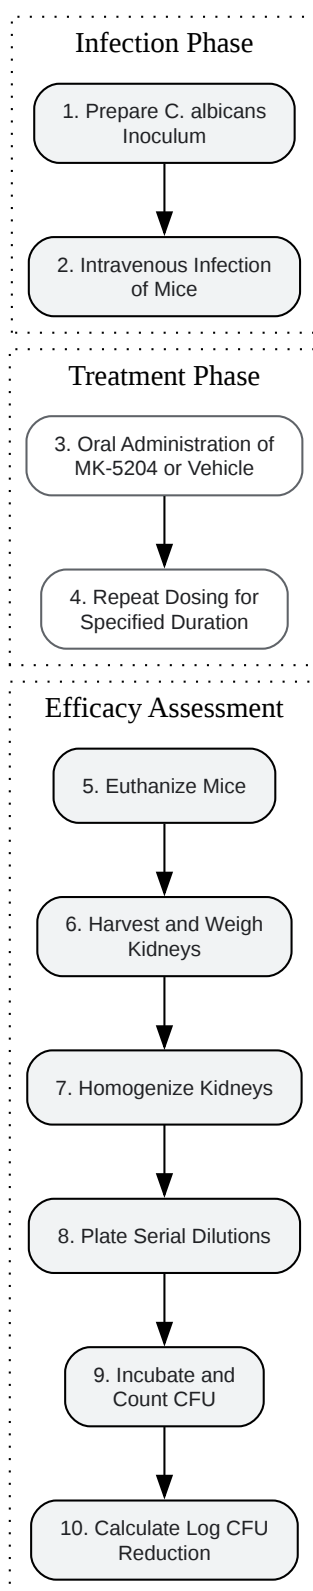 Infection Phase
1. Prepare C. albicans
Inoculum
2. Intravenous Infection
of Mice
Treatment Phase
3. Oral Administration of
MK-5204 or Vehicle
4. Repeat Dosing for
Specified Duration
Efficacy Assessment
5. Euthanize Mice
6. Harvest and Weigh
Kidneys
7. Homogenize Kidneys
8. Plate Serial Dilutions
9. Incubate and
Count CFU
10. Calculate Log CFU
Reduction